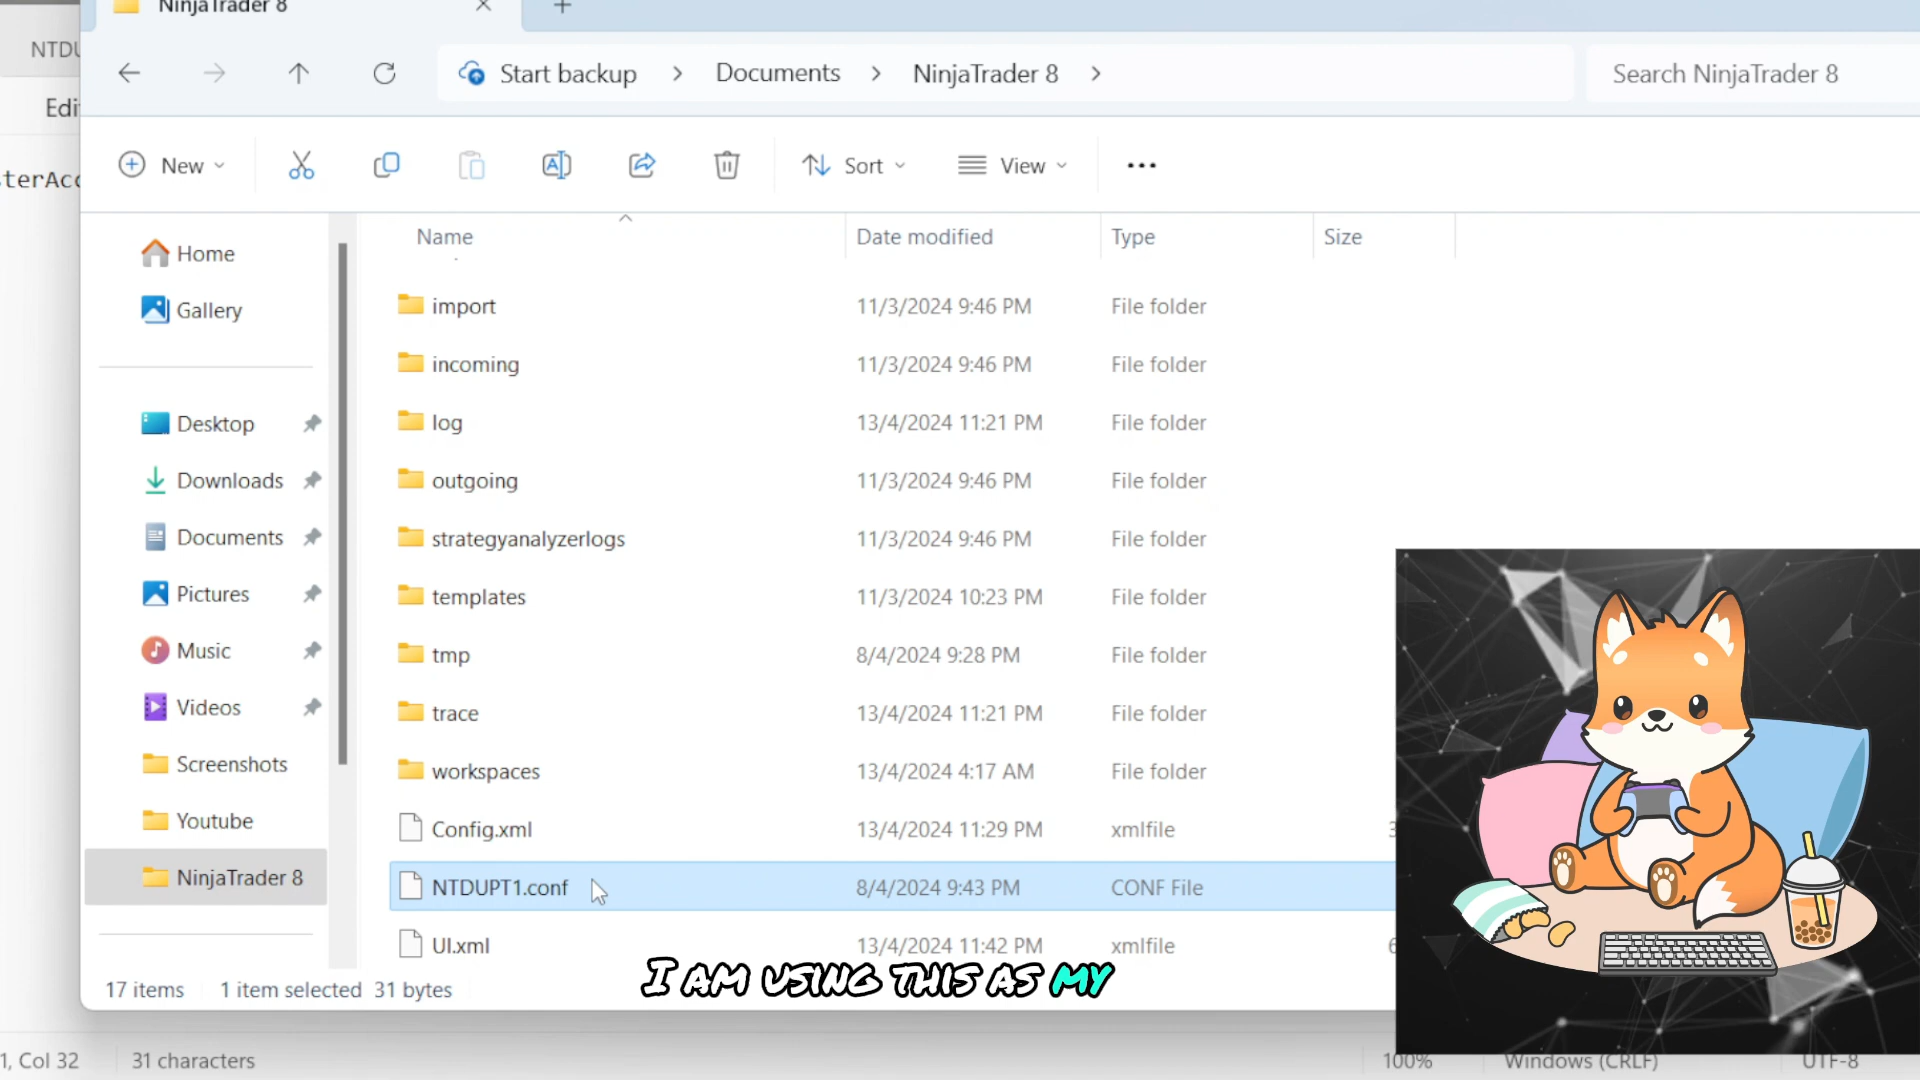 NinjaTrader 8
NTDU
Start backup > Documents > NinjaTrader 8 >
Search NinjaTrader 8
Edi
New
Sort
View
sterAcc
Name
Date modified
Type
Size
Home
Gallery
Desktop
Downloads
Documents
Pictures
Music
Videos
Screenshots
Youtube
NinjaTrader 8
import 11/3/2024 9:46 PM File folder
incoming 11/3/2024 9:46 PM File folder
log 13/4/2024 11:21 PM File folder
outgoing 11/3/2024 9:46 PM File folder
strategyanalyzerlogs 11/3/2024 9:46 PM File folder
templates 11/3/2024 10:23 PM File folder
tmp 8/4/2024 9:28 PM File folder
trace 13/4/2024 11:21 PM File folder
workspaces 13/4/2024 4:17 AM File folder
Config.xml 13/4/2024 11:29 PM xmlfile 3
NTDUPT1.conf 8/4/2024 9:43 PM CONF File
UI.xml 13/4/2024 11:42 PM xmlfile 6
17 items 1 item selected 31 bytes
I AM USING THIS AS MY
1, Col 32 31 characters 100% Windows (CRLF) UTF-8